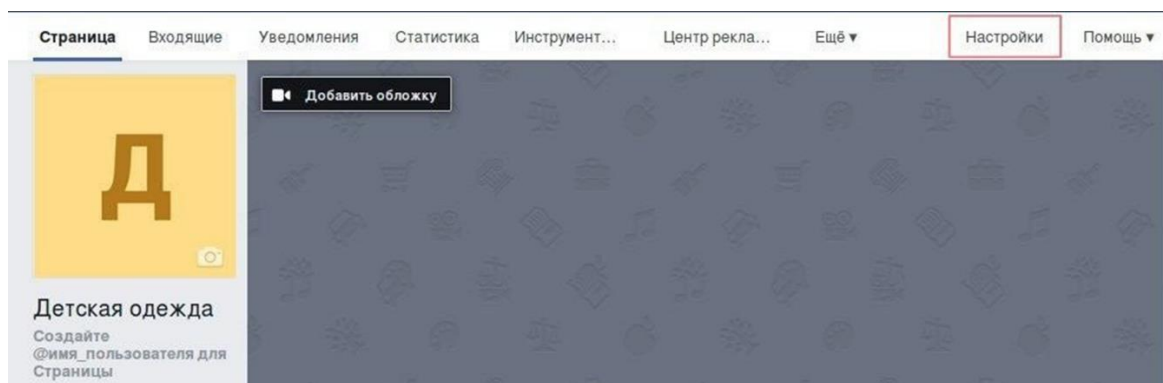 Страница Входящие Уведомления Статистика Инструмент... Центр рекла... Ещё ▾ Настройки Помощь ▾
Добавить обложку
Д
Детская одежда
Создайте
@имя_пользователя для
Страницы